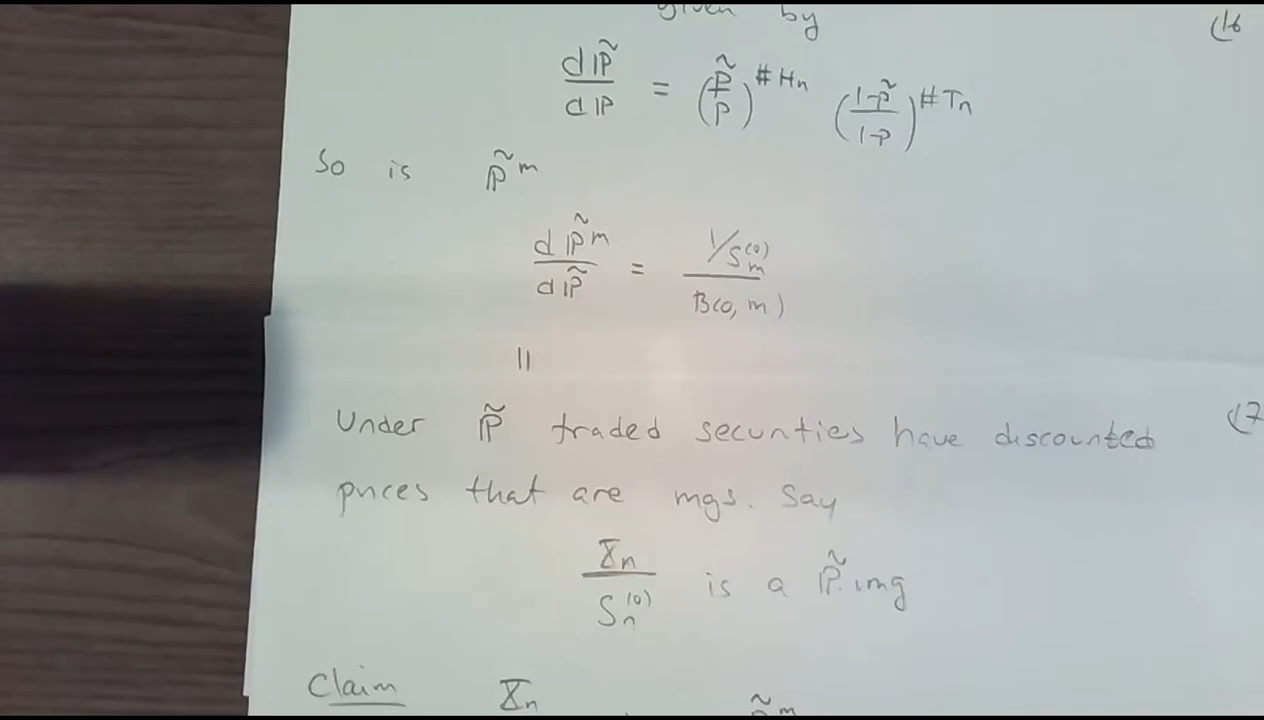 given by
(16
dP̃/dP = (p̃/p)^#Hn ((1-p̃)/(1-p))^#Tn
So is P̃^m
dP̃^m/dP̃ = (1/S_m^(0))/B(0,m)
||
Under P̃ traded securities have discounted
(17
prices that are mgs. Say
X_n/S_n^(0) is a P̃ mg
Claim X_n P̃^m